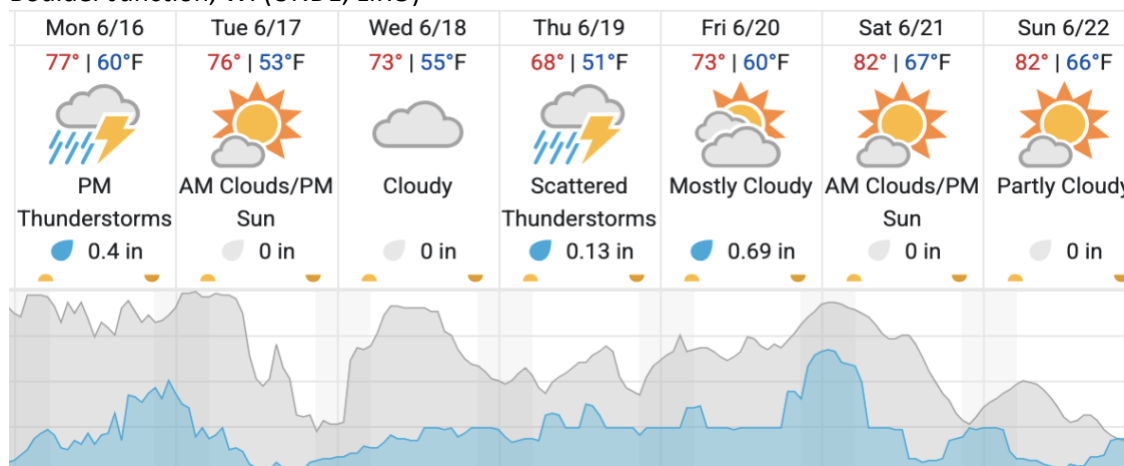 Mon 6/16 Tue 6/17 Wed 6/18 Thu 6/19 Fri 6/20 Sat 6/21 Sun 6/22
77° | 60°F 76° | 53°F 73° | 55°F 68° | 51°F 73° | 60°F 82° | 67°F 82° | 66°F
PM AM Clouds/PM Cloudy Scattered Mostly Cloudy AM Clouds/PM Partly Cloudy
Thunderstorms Sun Thunderstorms Sun
0.4 in 0 in 0 in 0.13 in 0.69 in 0 in 0 in